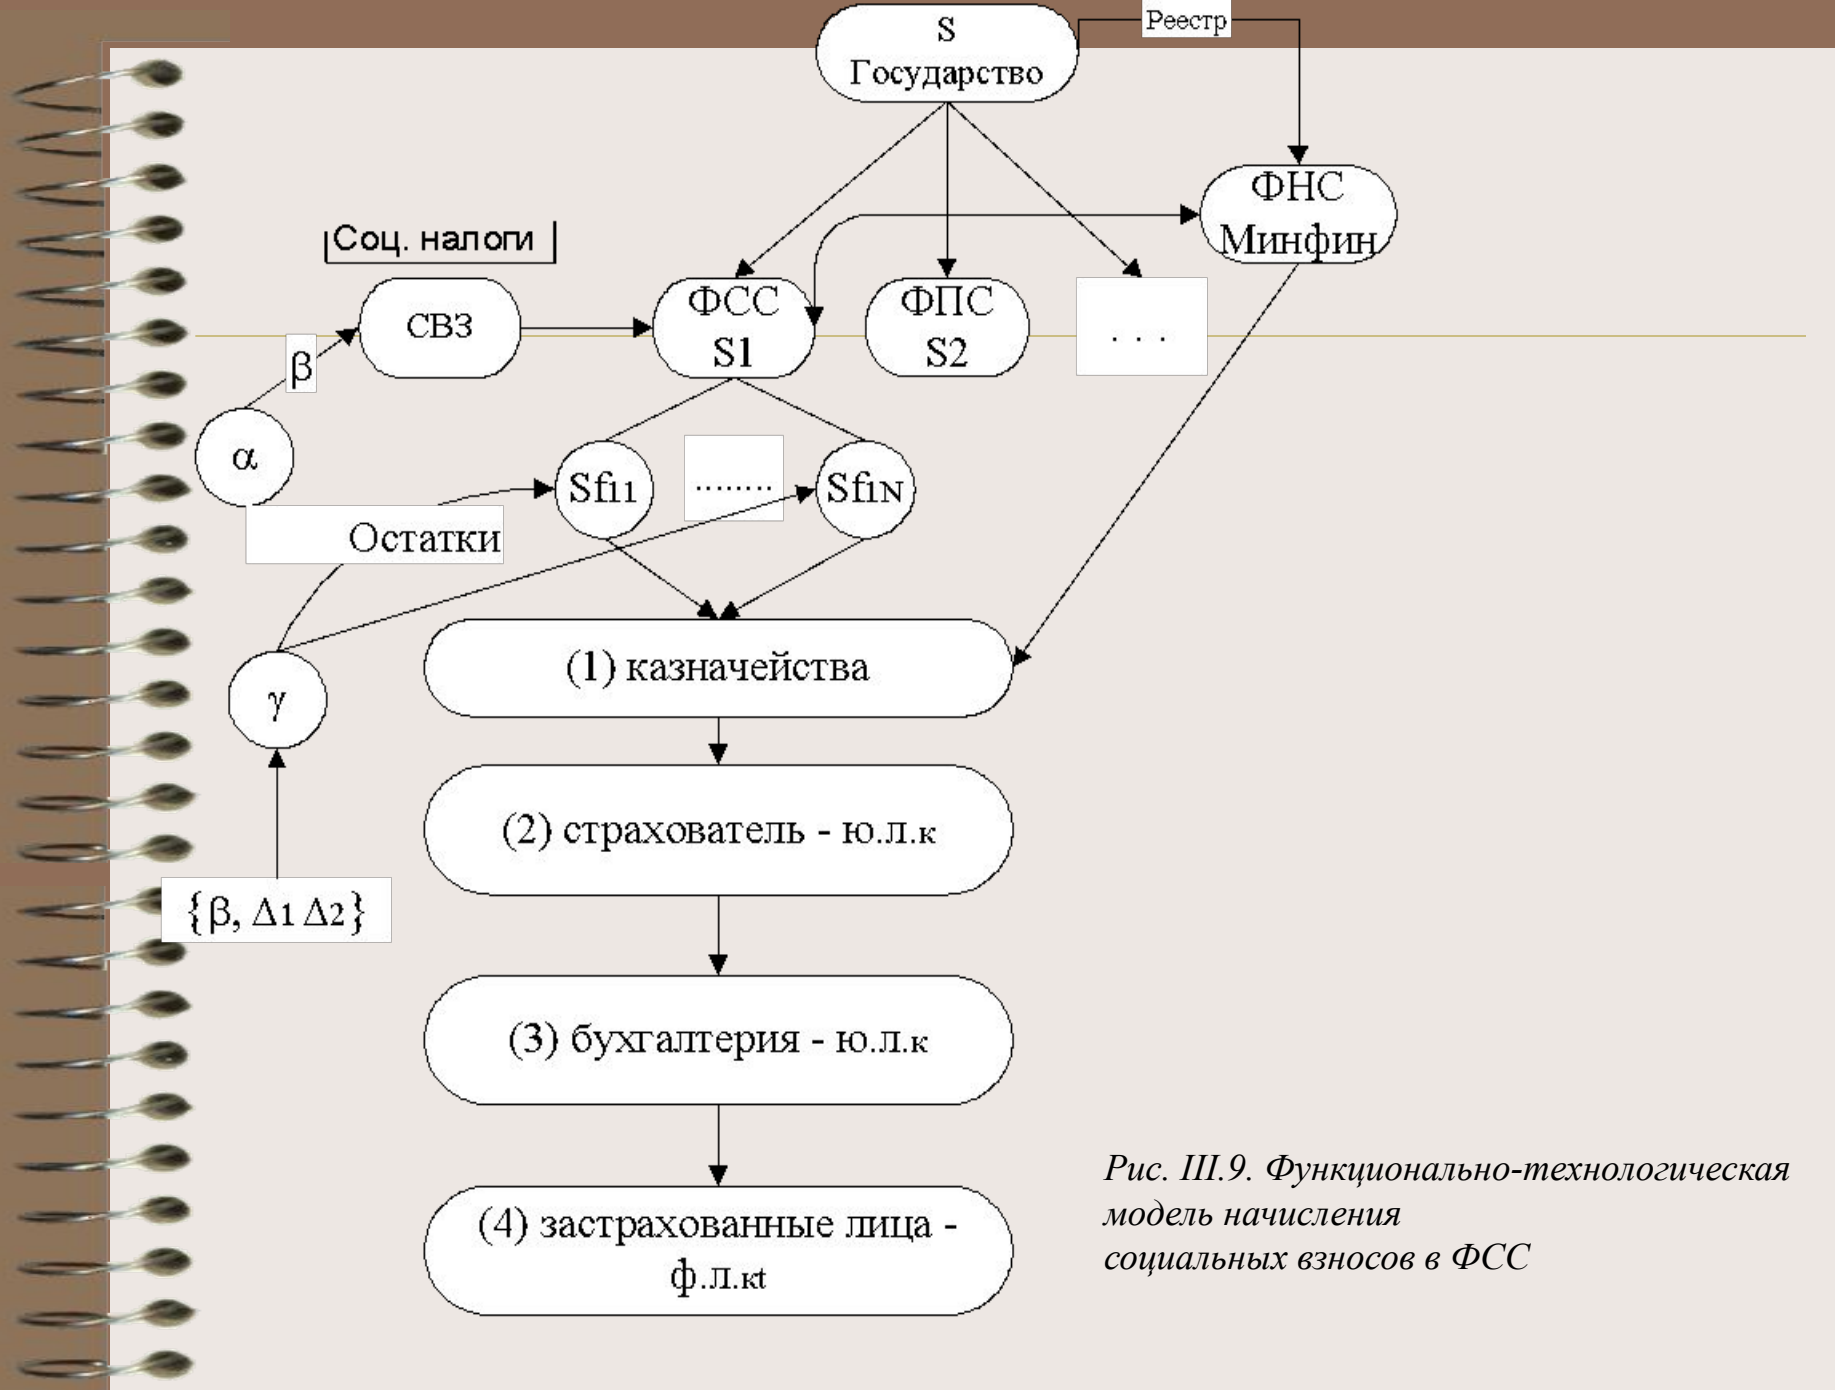 S
Государство
Реестр
ФНС
Минфин
Соц. налоги
СВЗ
ФСС
S1
ФПС
S2
. . .
β
α
Sfi1
........
Sf1N
Остатки
(1) казначейства
γ
(2) страхователь - ю.л.к
{β, Δ1 Δ2}
(3) бухгалтерия - ю.л.к
(4) застрахованные лица -
ф.л.кt
Рис. III.9. Функционально-технологическая
модель начисления
социальных взносов в ФСС